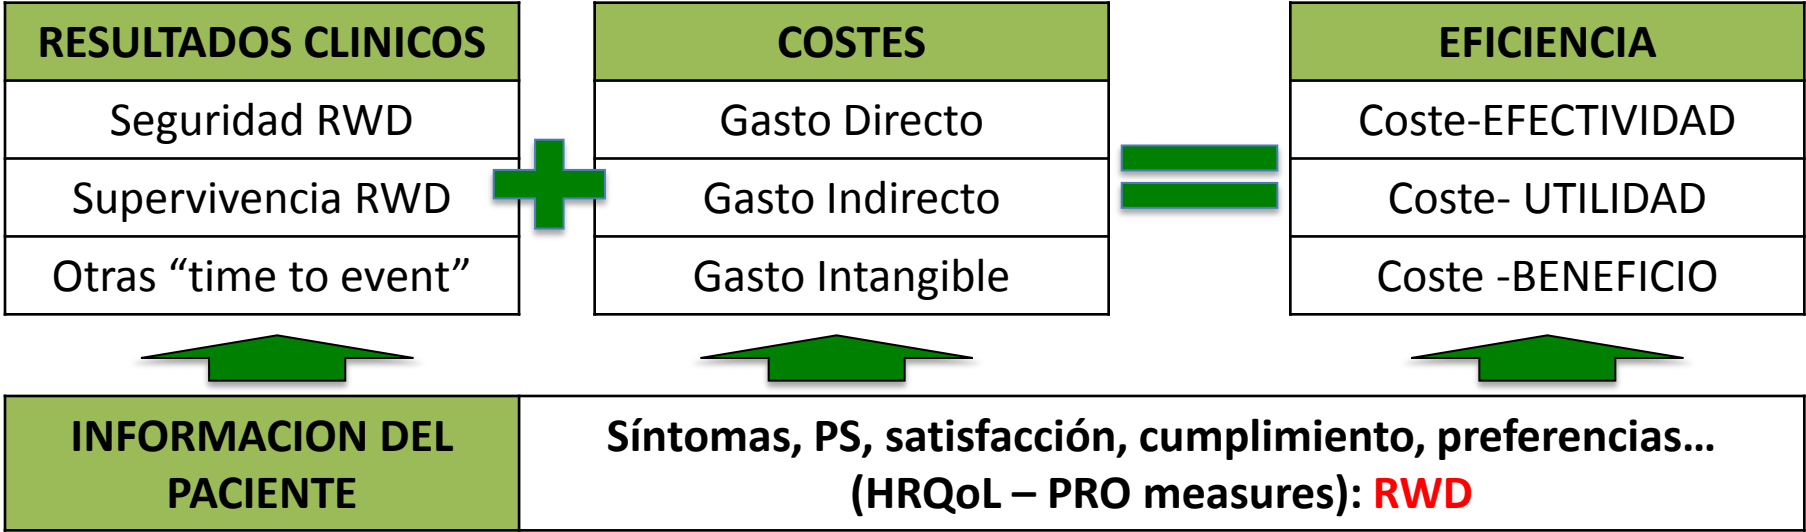 RESULTADOS CLINICOS
Seguridad RWD
Supervivencia RWD
Otras “time to event”
COSTES
Gasto Directo
Gasto Indirecto
Gasto Intangible
EFICIENCIA
Coste-EFECTIVIDAD
Coste- UTILIDAD
Coste -BENEFICIO
INFORMACION DEL
PACIENTE
Síntomas, PS, satisfacción, cumplimiento, preferencias...
(HRQoL – PRO measures): RWD